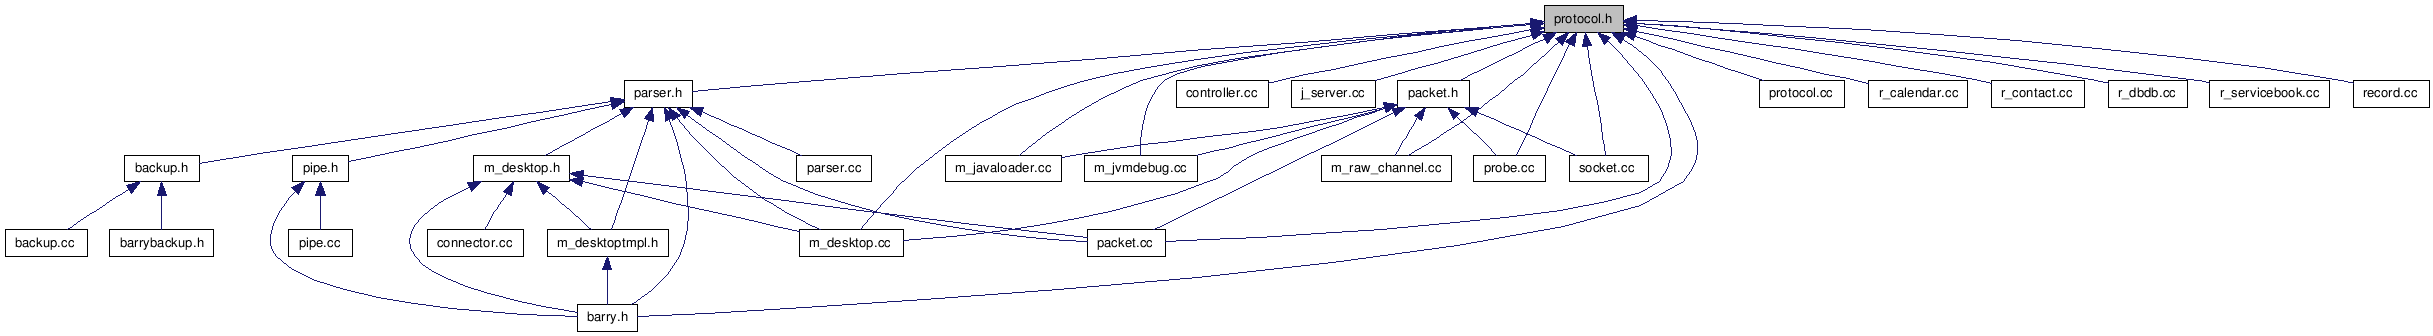 protocol.h
parser.h
controller.cc
j_server.cc
packet.h
protocol.cc
r_calendar.cc
r_contact.cc
r_dbdb.cc
r_servicebook.cc
record.cc
backup.h
pipe.h
m_desktop.h
parser.cc
m_javaloader.cc
m_jvmdebug.cc
m_raw_channel.cc
probe.cc
socket.cc
backup.cc
barrybackup.h
pipe.cc
connector.cc
m_desktoptmpl.h
m_desktop.cc
packet.cc
barry.h